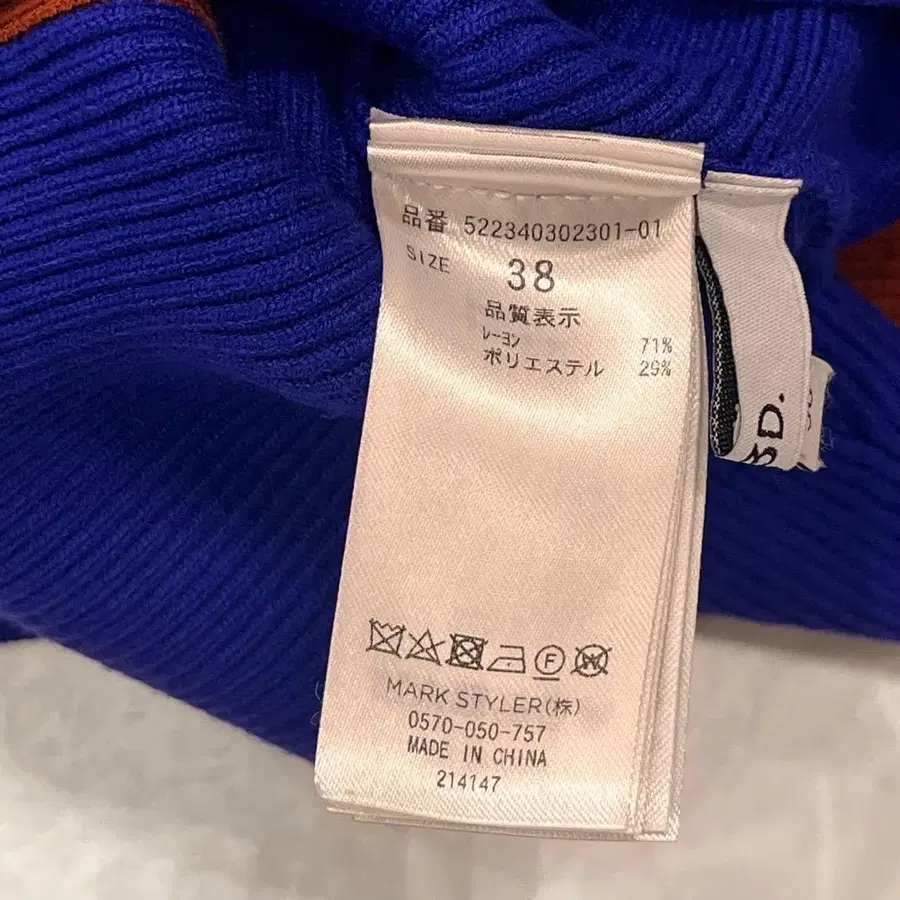 品番 522340302301-01
SIZE 38
品質表示
レーヨン 71%
ポリエステル 29%
MARK STYLER(株)
0570-050-757
MADE IN CHINA
214147
D.